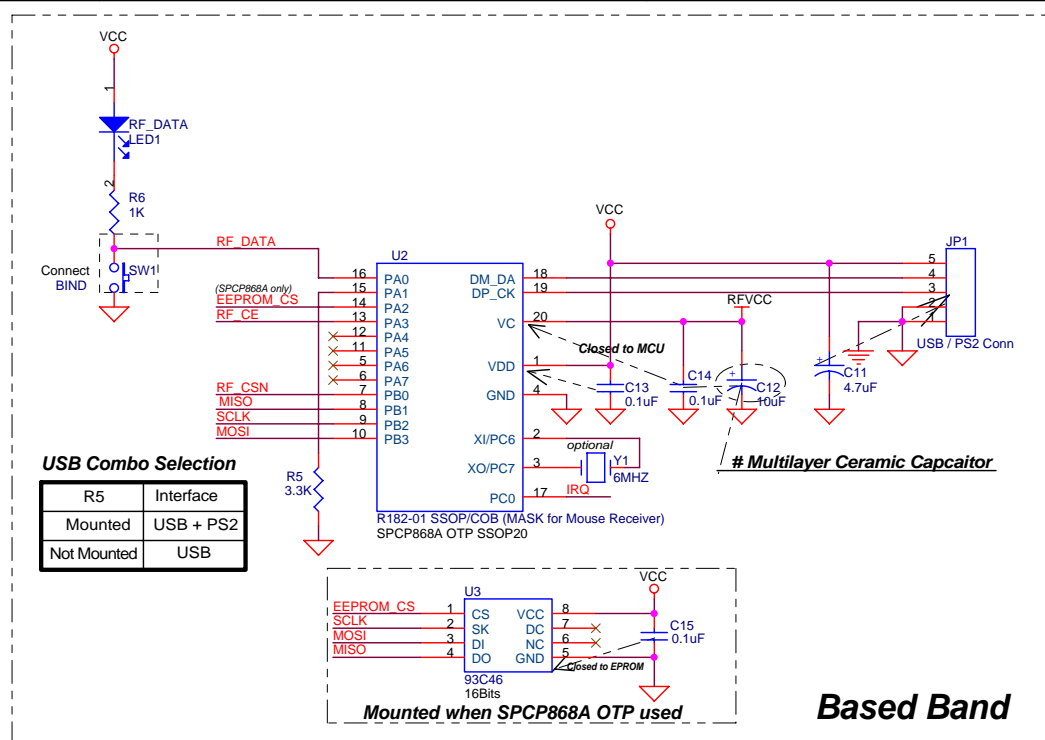 VCC
1
RF_DATA
LED1
2
R6
1K
Connect
BIND
SW1
RF_DATA
(SPCP868A only)
EEPROM_CS
RF_CE
RF_CSN
MISO
SCLK
MOSI
U2
16 PA0
15 PA1
14 PA2
13 PA3
12 PA4
11 PA5
5 PA6
6 PA7
7 PB0
8 PB1
9 PB2
10 PB3
DM_DA 18
DP_CK 19
VC 20
VDD 1
GND 4
XI/PC6 2
XO/PC7 3
PC0 17
IRQ
R182-01 SSOP/COB (MASK for Mouse Receiver)
SPCP868A OTP SSOP20
R5
3.3K
optional
Y1
6MHZ
VCC
RFVCC
Closed to MCU
C13
0.1uF
C14
0.1uF
C12
10uF
C11
4.7uF
+
+
JP1
5
4
3
2
1
USB / PS2 Conn
# Multilayer Ceramic Capcaitor
USB Combo Selection
R5 Interface
Mounted USB + PS2
Not Mounted USB
EEPROM_CS
SCLK
MOSI
MISO
U3
1 CS VCC 8
2 SK DC 7
3 DI NC 6
4 DO GND 5
93C46
16Bits
VCC
C15
0.1uF
Closed to EPROM
Mounted when SPCP868A OTP used
Based Band